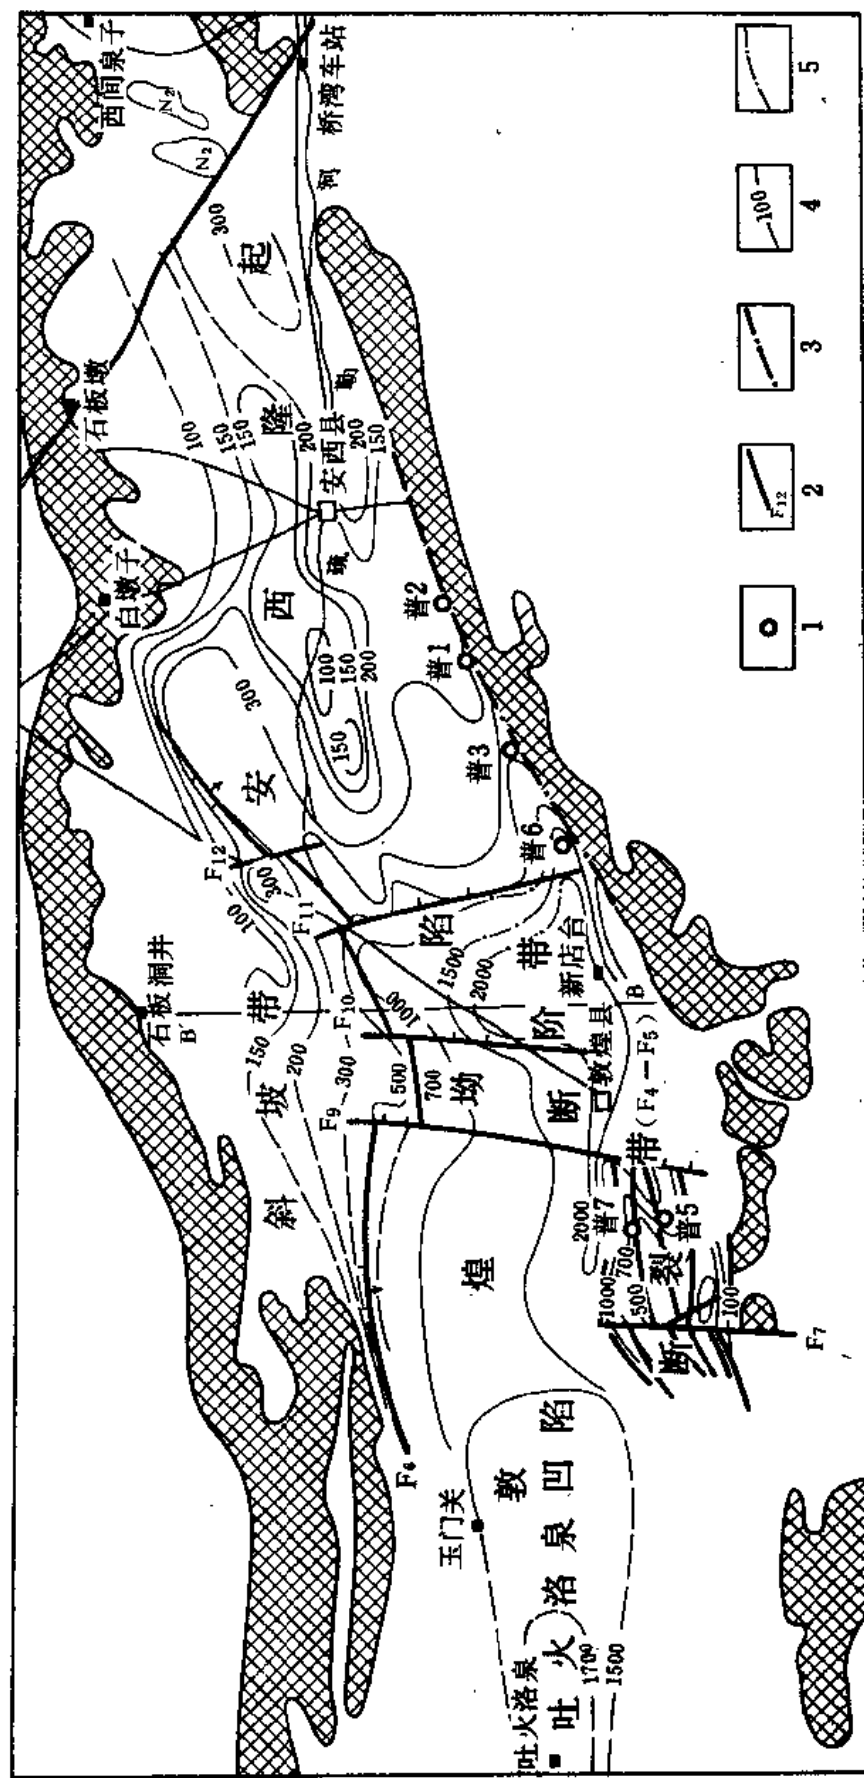 西间泉子
N₂
N₂
桥湾车站
河
300
起
石板墩
100
150
150
隆
200
安西县
勒
200
150
白墩子
西
疏
普2
300
100
150
200
普1
150
安
普3
F₁₂
300
普6
100
F₁₁
石板洞井
B′
带
F₁₀
1000
陷
1500
2000
带
新店台
B
150
200
300
阶
敦煌县
坡
F₉
500
700
坳
断
带(F₄—F₅)
斜
煌
2000
普7
700
普5
裂
1000
500
100
断
F₇
F₆
玉门关
敦
吐火洛泉凹陷
吐火洛泉
1700
1500
1
F₁₂
2
3
100
4
5